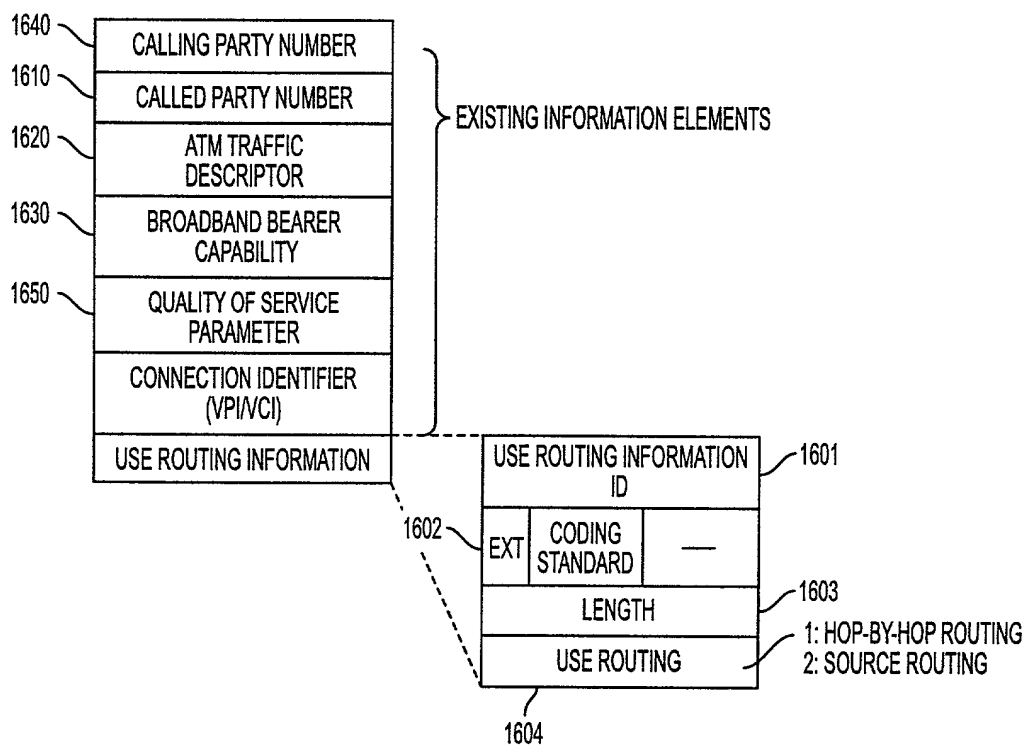 1640
CALLING PARTY NUMBER
1610
CALLED PARTY NUMBER
1620
ATM TRAFFIC
DESCRIPTOR
1630
BROADBAND BEARER
CAPABILITY
1650
QUALITY OF SERVICE
PARAMETER
CONNECTION IDENTIFIER
(VPI/VCI)
USE ROUTING INFORMATION
EXISTING INFORMATION ELEMENTS
USE ROUTING INFORMATION
ID
1601
1602
EXT
CODING
STANDARD
—
LENGTH
1603
USE ROUTING
1: HOP-BY-HOP ROUTING
2: SOURCE ROUTING
1604